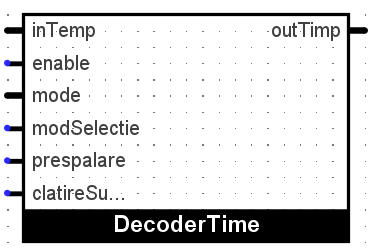 inTemp outTimp
enable
mode
modSelectie
prespalare
clatireSu...
DecoderTime